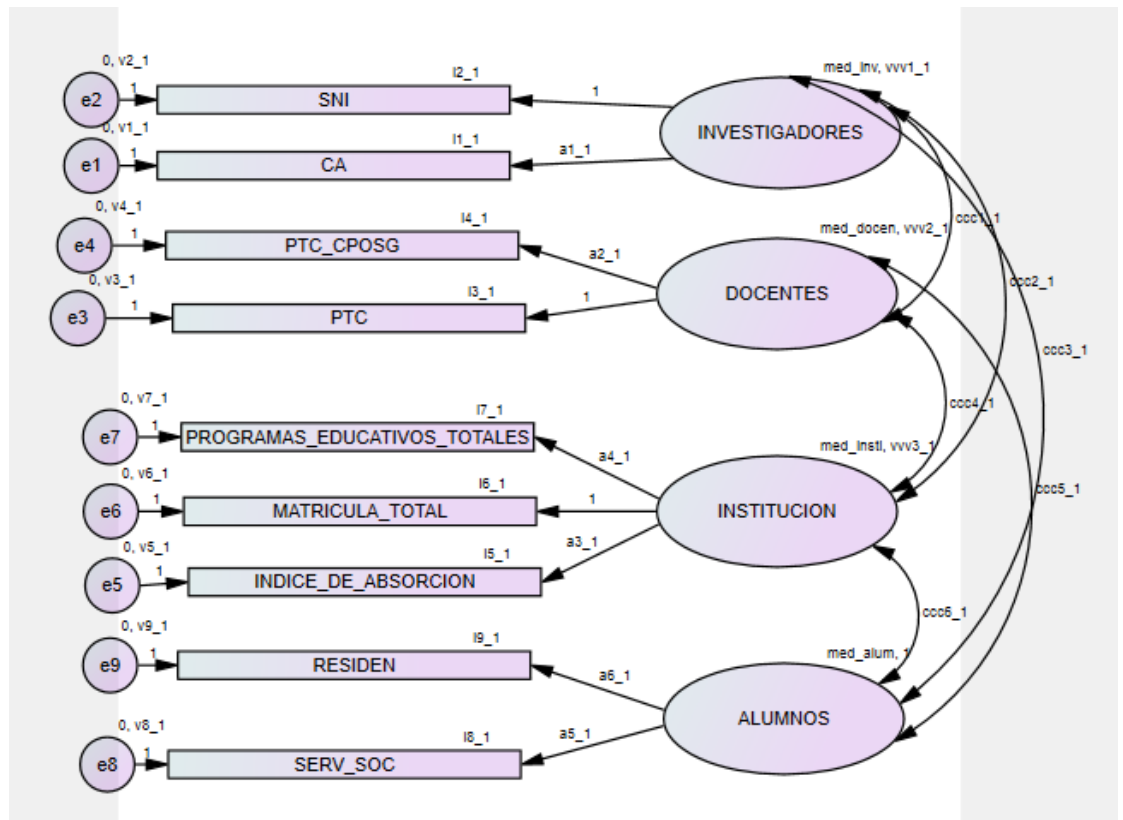 0, v2_1
l2_1
med_inv, vvv1_1
e2
1
SNI
1
INVESTIGADORES
0, v1_1
l1_1
e1
1
CA
a1_1
0, v4_1
l4_1
ccc1_1
e4
1
PTC_CPOSG
a2_1
med_docen, vvv2_1
0, v3_1
l3_1
DOCENTES
ccc2_1
e3
1
PTC
1
ccc3_1
0, v7_1
l7_1
ccc4_1
e7
1
PROGRAMAS_EDUCATIVOS_TOTALES
a4_1
med_insti, vvv3_1
0, v6_1
l6_1
ccc5_1
e6
1
MATRICULA_TOTAL
1
INSTITUCION
0, v5_1
l5_1
a3_1
e5
1
INDICE_DE_ABSORCION
ccc6_1
0, v9_1
l9_1
med_alum, 1
e9
1
RESIDEN
a6_1
ALUMNOS
0, v8_1
l8_1
a5_1
e8
1
SERV_SOC